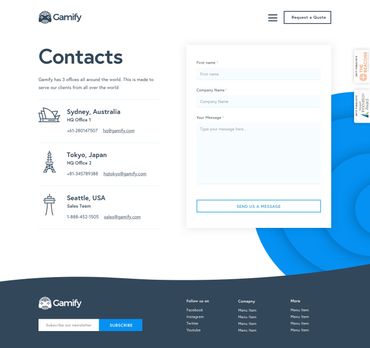 Gamify
Request a Quote
Contacts
Gamify has 3 offices all around the world. This is made to
serve our clients from all over the world
Sydney, Australia
HQ Office 1
+61-280147507 hq@gamify.com
Tokyo, Japan
HQ Office 2
+81-345789388 hqtokyo@gamify.com
Seattle, USA
Sales Team
1-888-452-1505 sales@gamify.com
First name *
First name
Company Name *
Company Name
Your Message *
Type your message here...
SEND US A MESSAGE
Gamify
Subscribe our newsletter
SUBSCRIBE
Follow us on
Facebook
Instagram
Twitter
Youtube
Company
Menu Item
Menu Item
Menu Item
Menu Item
More
Menu Item
Menu Item
Menu Item
Menu Item